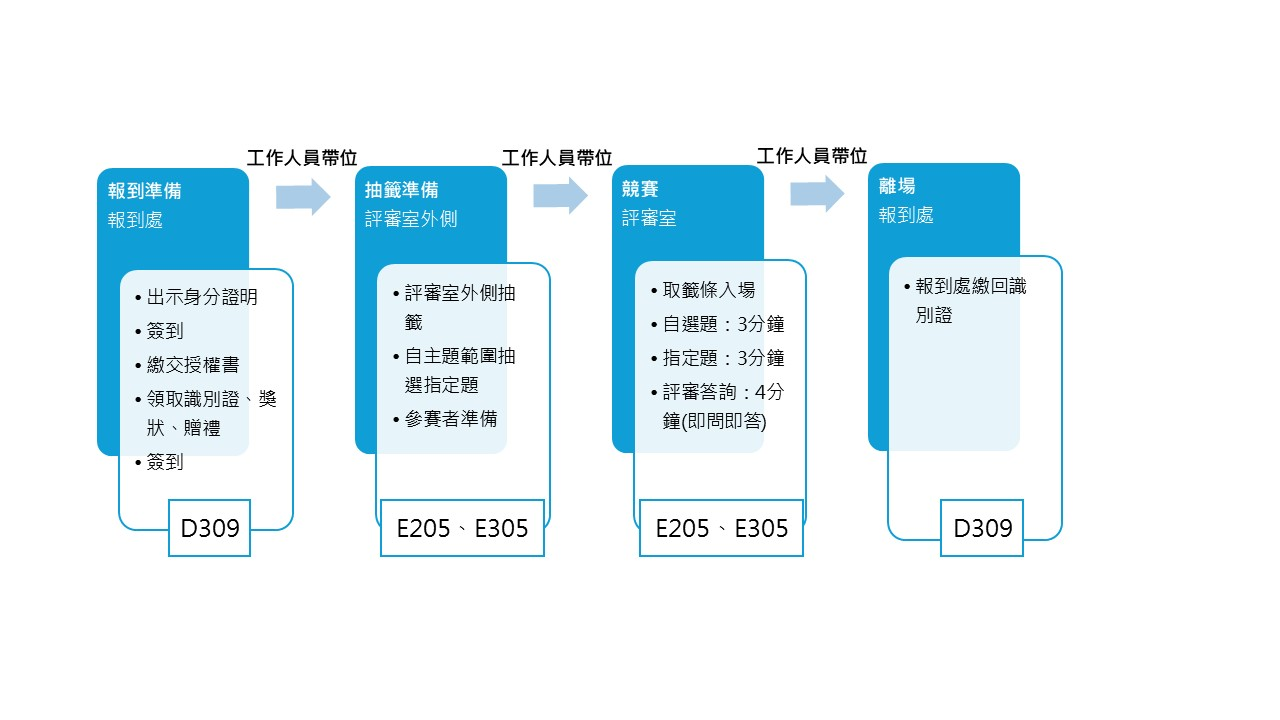 工作人員帶位
工作人員帶位
工作人員帶位
報到準備
報到處
• 出示身分證明
• 簽到
• 繳交授權書
• 領取識別證、獎
狀、贈禮
• 簽到
D309
抽籤準備
評審室外側
• 評審室外側抽
籤
• 自主題範圍抽
選指定題
• 參賽者準備
E205、E305
競賽
評審室
• 取籤條入場
• 自選題：3分鐘
• 指定題：3分鐘
• 評審答詢：4分
鐘(即問即答)
E205、E305
離場
報到處
• 報到處繳回識
別證
D309